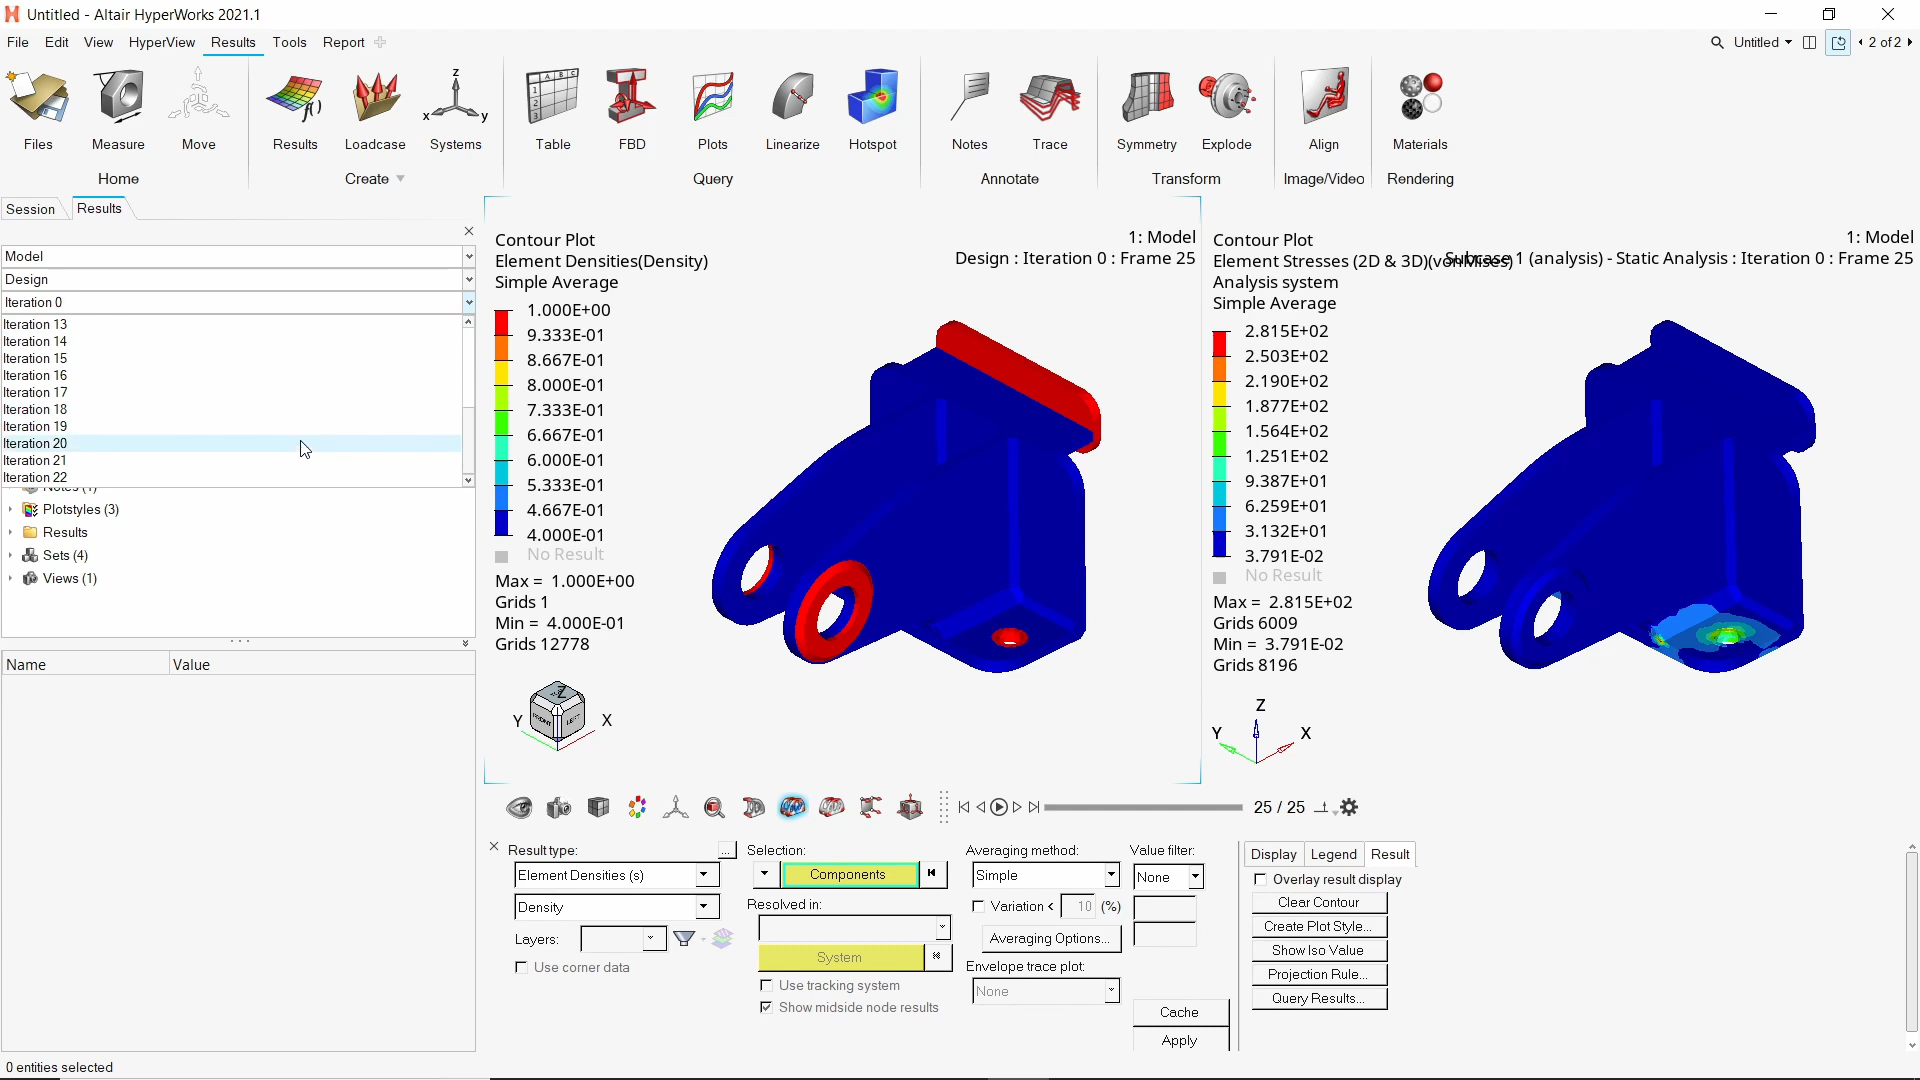 Untitled - Altair HyperWorks 2021.1
File Edit View HyperView Results Tools Report
Untitled 2 of 2
Files Measure Move Results Loadcase Systems Table FBD Plots Linearize Hotspot Notes Trace Symmetry Explode Align Materials
Home Create Query Annotate Transform Image/Video Rendering
Session Results
Model
Design
Iteration 0
Iteration 13
Iteration 14
Iteration 15
Iteration 16
Iteration 17
Iteration 18
Iteration 19
Iteration 20
Iteration 21
Iteration 22
Notes (1)
Plotstyles (3)
Results
Sets (4)
Views (1)
Name Value
0 entities selected
Contour Plot
Element Densities(Density)
Simple Average
1: Model
Design : Iteration 0 : Frame 25
1.000E+00
9.333E-01
8.667E-01
8.000E-01
7.333E-01
6.667E-01
6.000E-01
5.333E-01
4.667E-01
4.000E-01
No Result
Max = 1.000E+00
Grids 1
Min = 4.000E-01
Grids 12778
Z
FRONT LEFT
Y X
Contour Plot
Element Stresses (2D & 3D)(vonMises)
Analysis system
Simple Average
1: Model
Subcase 1 (analysis) - Static Analysis : Iteration 0 : Frame 25
2.815E+02
2.503E+02
2.190E+02
1.877E+02
1.564E+02
1.251E+02
9.387E+01
6.259E+01
3.132E+01
3.791E-02
No Result
Max = 2.815E+02
Grids 6009
Min = 3.791E-02
Grids 8196
Z
Y X
25 / 25
Result type: ...
Element Densities (s)
Density
Layers:
Use corner data
Selection:
Components
Resolved in:
System
Use tracking system
Show midside node results
Averaging method:
Simple
Variation < 10 (%)
Averaging Options...
Envelope trace plot:
None
Value filter:
None
Cache
Apply
Display Legend Result
Overlay result display
Clear Contour
Create Plot Style...
Show Iso Value
Projection Rule...
Query Results...